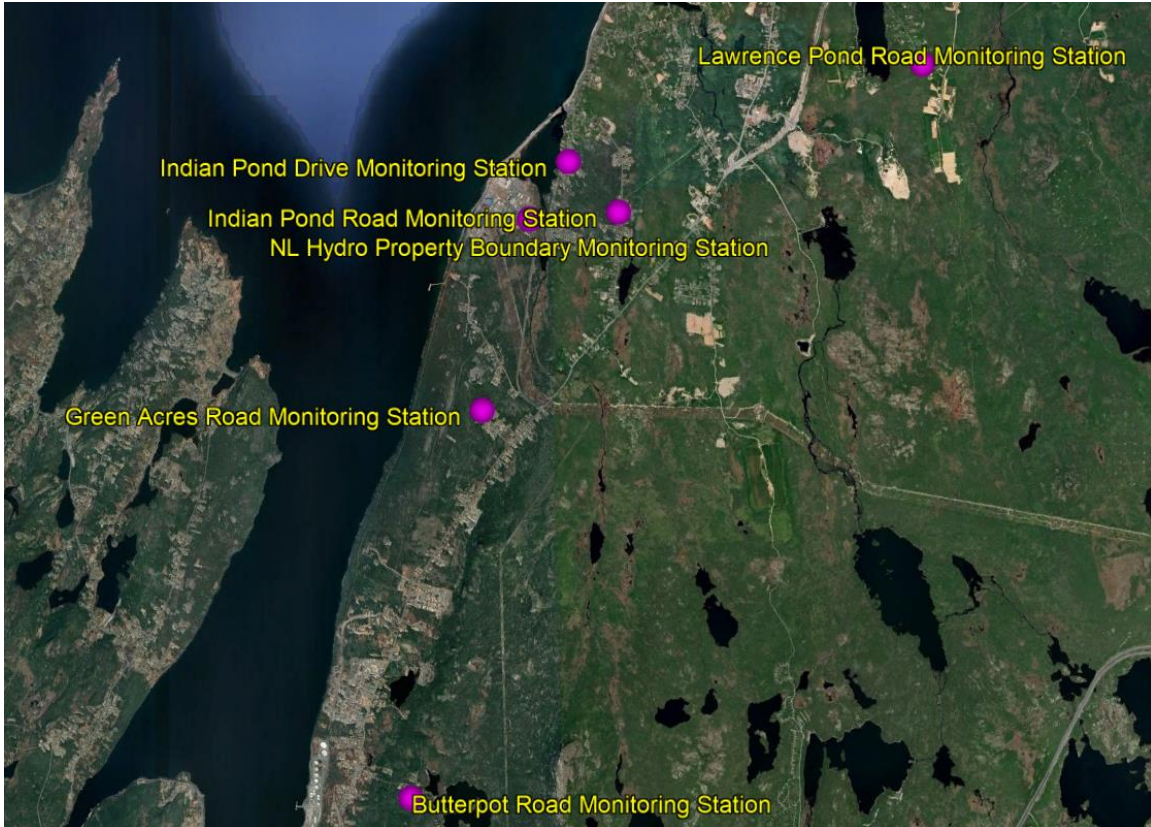 Lawrence Pond Road Monitoring Station
Indian Pond Drive Monitoring Station
Indian Pond Road Monitoring Station
NL Hydro Property Boundary Monitoring Station
Green Acres Road Monitoring Station
Butterpot Road Monitoring Station